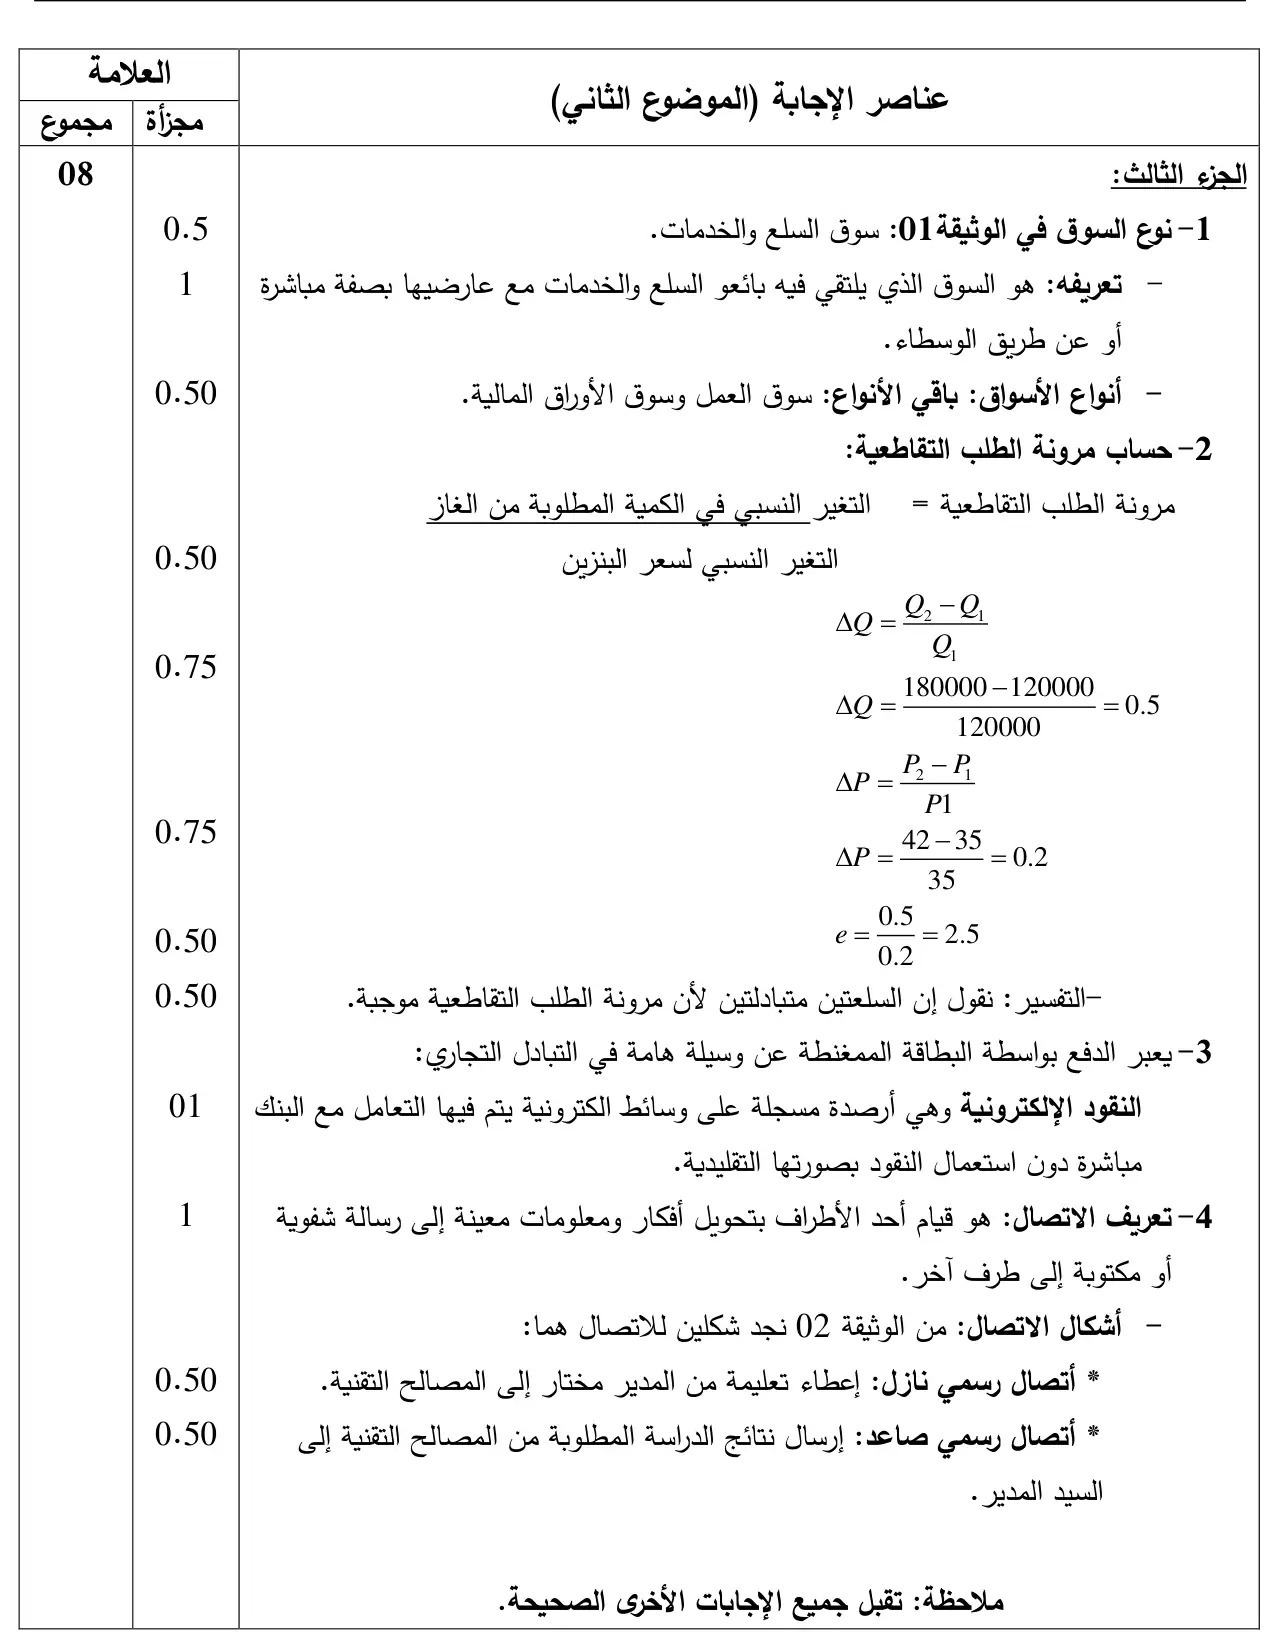 عناصر الإجابة (الموضوع الثاني)
العلامة
مجزأة مجموع
الجزء الثالث: 08
1- نوع السوق في الوثيقة01: سوق السلع والخدمات. 0.5
- تعريفه: هو السوق الذي يلتقي فيه بائعو السلع والخدمات مع عارضيها بصفة مباشرة 1
أو عن طريق الوسطاء.
- أنواع الأسواق: باقي الأنواع: سوق العمل وسوق الأوراق المالية. 0.50
2- حساب مرونة الطلب التقاطعية:
مرونة الطلب التقاطعية = التغير النسبي في الكمية المطلوبة من الغاز
التغير النسبي لسعر البنزين 0.50
ΔQ = (Q₂ − Q₁) / Q₁
0.75
ΔQ = (180000 − 120000) / 120000 = 0.5
ΔP = (P₂ − P₁) / P1
0.75
ΔP = (42 − 35) / 35 = 0.2
e = 0.5 / 0.2 = 2.5 0.50
-التفسير: نقول إن السلعتين متبادلتين لأن مرونة الطلب التقاطعية موجبة. 0.50
3- يعبر الدفع بواسطة البطاقة الممغنطة عن وسيلة هامة في التبادل التجاري:
النقود الإلكترونية وهي أرصدة مسجلة على وسائط الكترونية يتم فيها التعامل مع البنك 01
مباشرة دون استعمال النقود بصورتها التقليدية.
4- تعريف الاتصال: هو قيام أحد الأطراف بتحويل أفكار ومعلومات معينة إلى رسالة شفوية 1
أو مكتوبة إلى طرف آخر.
- أشكال الاتصال: من الوثيقة 02 نجد شكلين للاتصال هما:
* أتصال رسمي نازل: إعطاء تعليمة من المدير مختار إلى المصالح التقنية. 0.50
* أتصال رسمي صاعد: إرسال نتائج الدراسة المطلوبة من المصالح التقنية إلى 0.50
السيد المدير.
ملاحظة: تقبل جميع الإجابات الأخرى الصحيحة.